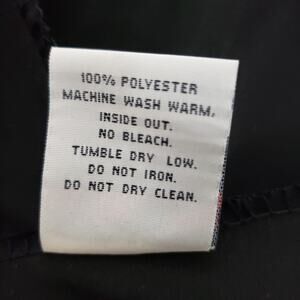 100% POLYESTER
MACHINE WASH WARM,
INSIDE OUT.
NO BLEACH.
TUMBLE DRY LOW.
DO NOT IRON.
DO NOT DRY CLEAN.